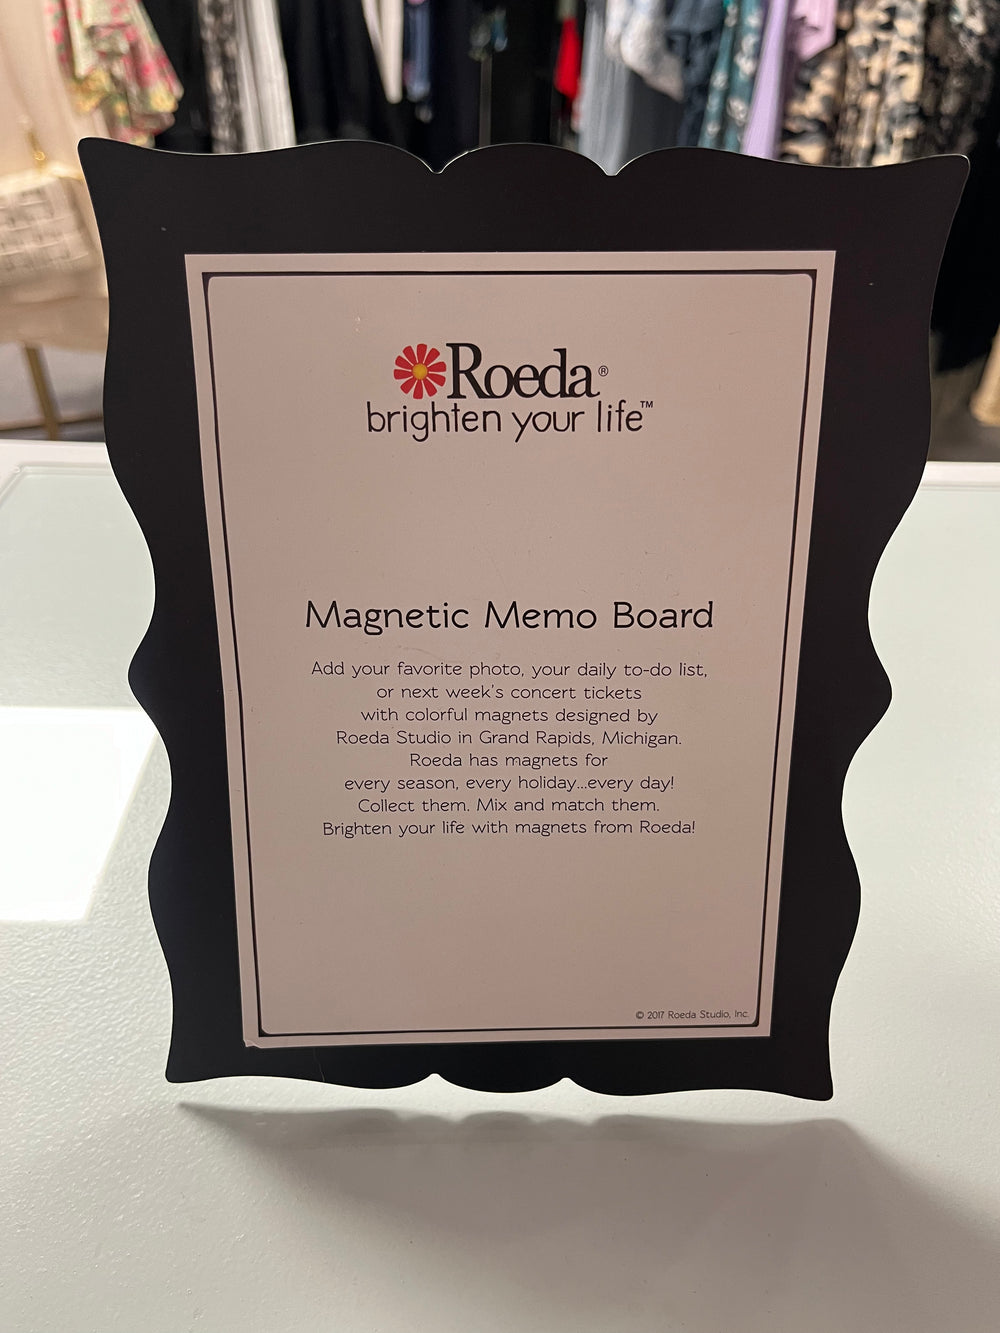 Roeda®
brighten your life™
Magnetic Memo Board
Add your favorite photo, your daily to-do list,
or next week's concert tickets
with colorful magnets designed by
Roeda Studio in Grand Rapids, Michigan.
Roeda has magnets for
every season, every holiday...every day!
Collect them. Mix and match them.
Brighten your life with magnets from Roeda!
© 2017 Roeda Studio, Inc.